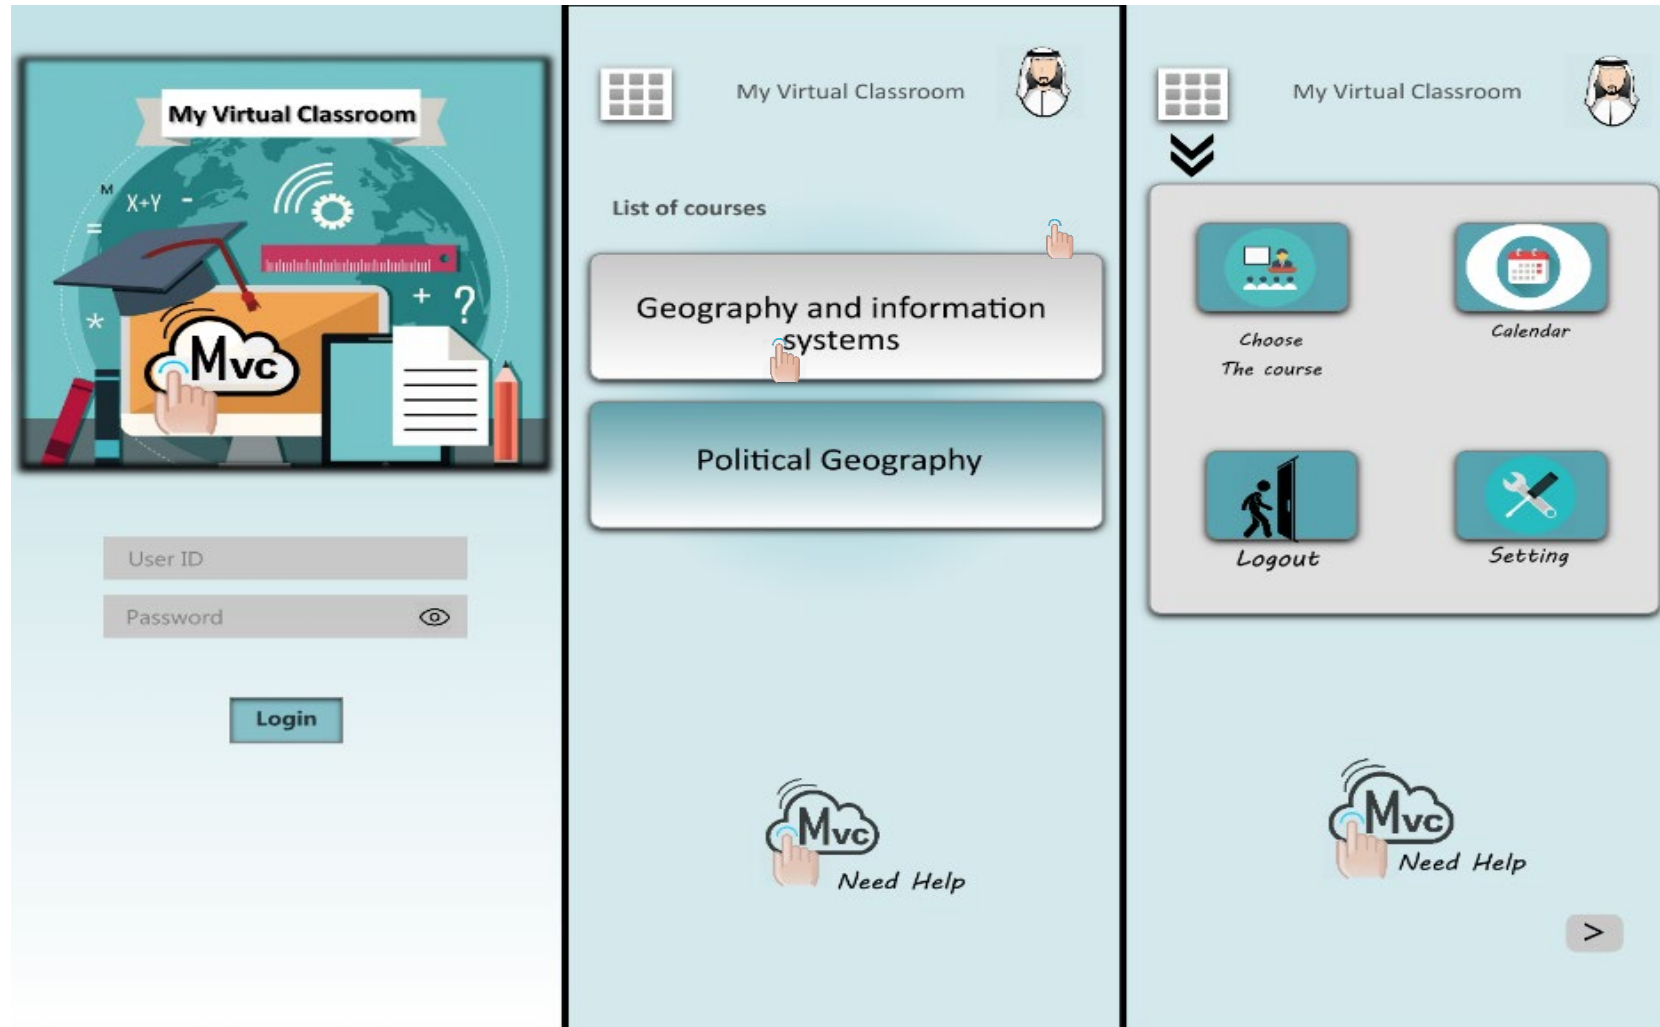 My Virtual Classroom
M
X+Y -
=
+ ?
*
Mvc
User ID
Password
Login
My Virtual Classroom
List of courses
Geography and information
systems
Political Geography
Mvc
Need Help
My Virtual Classroom
Choose
The course
Calendar
Logout
Setting
Mvc
Need Help
>